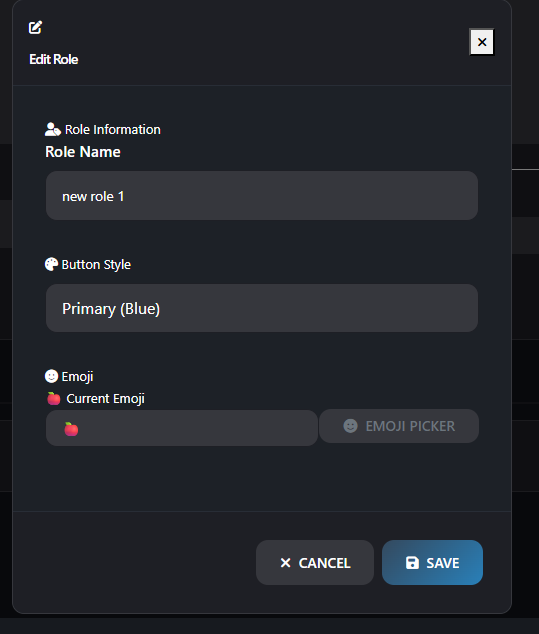 Edit Role
Role Information
Role Name
new role 1
Button Style
Primary (Blue)
Emoji
Current Emoji
EMOJI PICKER
CANCEL
SAVE